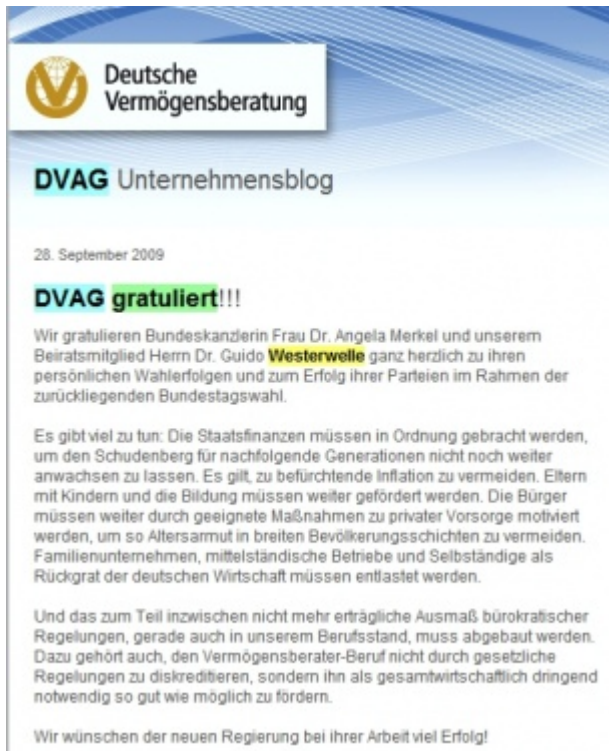 Deutsche
Vermögensberatung
DVAG Unternehmensblog
28. September 2009
DVAG gratuliert!!!
Wir gratulieren Bundeskanzlerin Frau Dr. Angela Merkel und unserem
Beiratsmitglied Herrn Dr. Guido Westerwelle ganz herzlich zu ihren
persönlichen Wahlerfolgen und zum Erfolg ihrer Parteien im Rahmen der
zurückliegenden Bundestagswahl.
Es gibt viel zu tun: Die Staatsfinanzen müssen in Ordnung gebracht werden,
um den Schudenberg für nachfolgende Generationen nicht noch weiter
anwachsen zu lassen. Es gilt, zu befürchtende Inflation zu vermeiden. Eltern
mit Kindern und die Bildung müssen weiter gefördert werden. Die Bürger
müssen weiter durch geeignete Maßnahmen zu privater Vorsorge motiviert
werden, um so Altersarmut in breiten Bevölkerungsschichten zu vermeiden.
Familienunternehmen, mittelständische Betriebe und Selbständige als
Rückgrat der deutschen Wirtschaft müssen entlastet werden.
Und das zum Teil inzwischen nicht mehr erträgliche Ausmaß bürokratischer
Regelungen, gerade auch in unserem Berufsstand, muss abgebaut werden.
Dazu gehört auch, den Vermögensberater-Beruf nicht durch gesetzliche
Regelungen zu diskreditieren, sondern ihn als gesamtwirtschaftlich dringend
notwendig so gut wie möglich zu fördern.
Wir wünschen der neuen Regierung bei ihrer Arbeit viel Erfolg!